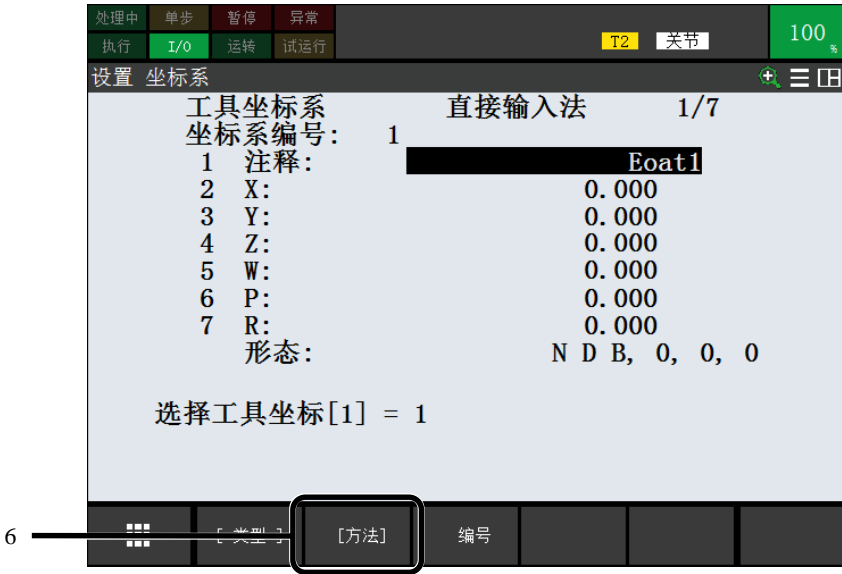 处理中 单步 暂停 异常
执行 I/O 运转 试运行 T2 关节 100 %
设置 坐标系
工具坐标系 直接输入法 1/7
坐标系编号: 1
1 注释: Eoat1
2 X: 0.000
3 Y: 0.000
4 Z: 0.000
5 W: 0.000
6 P: 0.000
7 R: 0.000
形态: N D B, 0, 0, 0
选择工具坐标[1] = 1
6 [ 类型 ] [方法] 编号